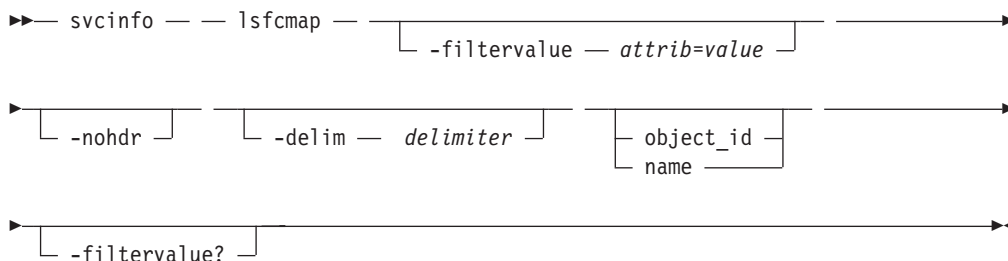 svcinfo lsfcmap
-filtervalue attrib=value
-nohdr -delim delimiter object_id
name
-filtervalue?